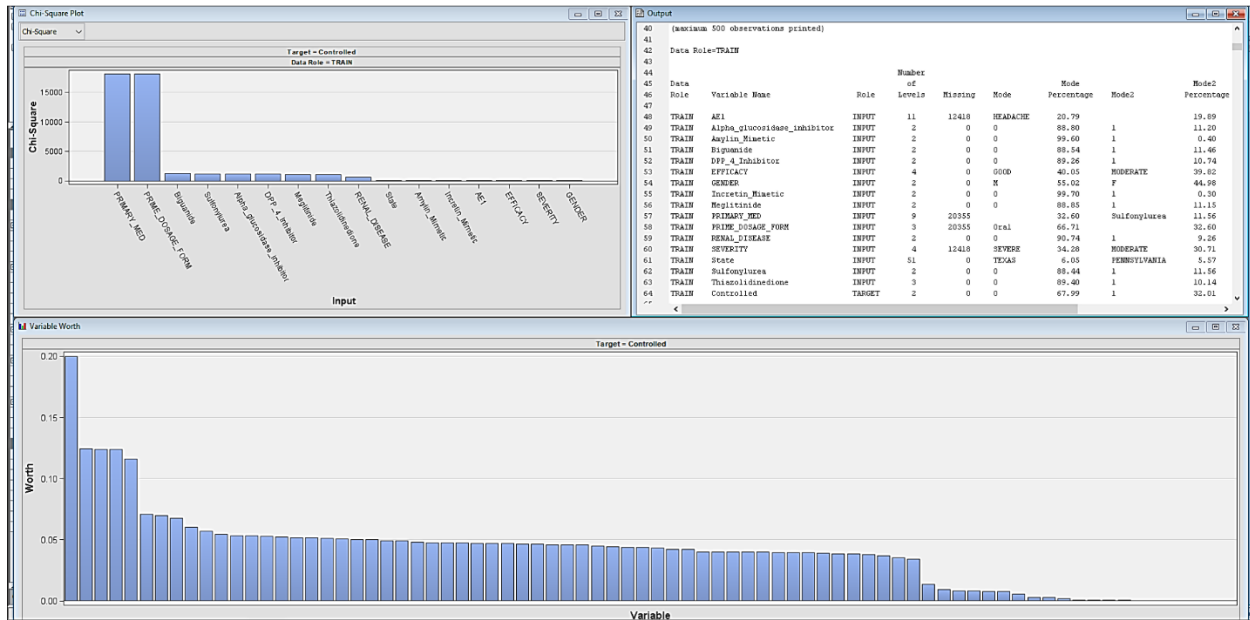 Chi-Square Plot
Chi-Square
Target = Controlled
Data Role = TRAIN
Chi-Square
15000
10000
5000
0
PRIMARY_MED
PRIME_DOSAGE_FORM
Biguanide
Sulfonylurea
Alpha_glucosidase_inhibitor
DPP_4_Inhibitor
Meglitinide
Thiazolidinedione
RENAL_DISEASE
State
Amylin_Mimetic
Incretin_Mimetic
AE1
EFFICACY
SEVERITY
GENDER
Input
Output
40 (maximum 500 observations printed)
41
42 Data Role=TRAIN
43
44 Number
45 Data of Mode Mode2
46 Role Variable Name Role Levels Missing Mode Percentage Mode2 Percentage
47
48 TRAIN AE1 INPUT 11 12418 HEADACHE 20.79 19.89
49 TRAIN Alpha_glucosidase_inhibitor INPUT 2 0 0 88.80 1 11.20
50 TRAIN Amylin_Mimetic INPUT 2 0 0 99.60 1 0.40
51 TRAIN Biguanide INPUT 2 0 0 88.54 1 11.46
52 TRAIN DPP_4_Inhibitor INPUT 2 0 0 89.26 1 10.74
53 TRAIN EFFICACY INPUT 4 0 GOOD 40.05 MODERATE 39.82
54 TRAIN GENDER INPUT 2 0 M 55.02 F 44.98
55 TRAIN Incretin_Mimetic INPUT 2 0 0 99.70 1 0.30
56 TRAIN Meglitinide INPUT 2 0 0 88.85 1 11.15
57 TRAIN PRIMARY_MED INPUT 9 20355 32.60 Sulfonylurea 11.56
58 TRAIN PRIME_DOSAGE_FORM INPUT 3 20355 Oral 66.71 32.60
59 TRAIN RENAL_DISEASE INPUT 2 0 0 90.74 1 9.26
60 TRAIN SEVERITY INPUT 4 12418 SEVERE 34.28 MODERATE 30.71
61 TRAIN State INPUT 51 0 TEXAS 6.05 PENNSYLVANIA 5.57
62 TRAIN Sulfonylurea INPUT 2 0 0 88.44 1 11.56
63 TRAIN Thiazolidinedione INPUT 3 0 0 89.40 1 10.14
64 TRAIN Controlled TARGET 2 0 0 67.99 1 32.01
Variable Worth
Target = Controlled
Worth
0.20
0.15
0.10
0.05
0.00
Variable